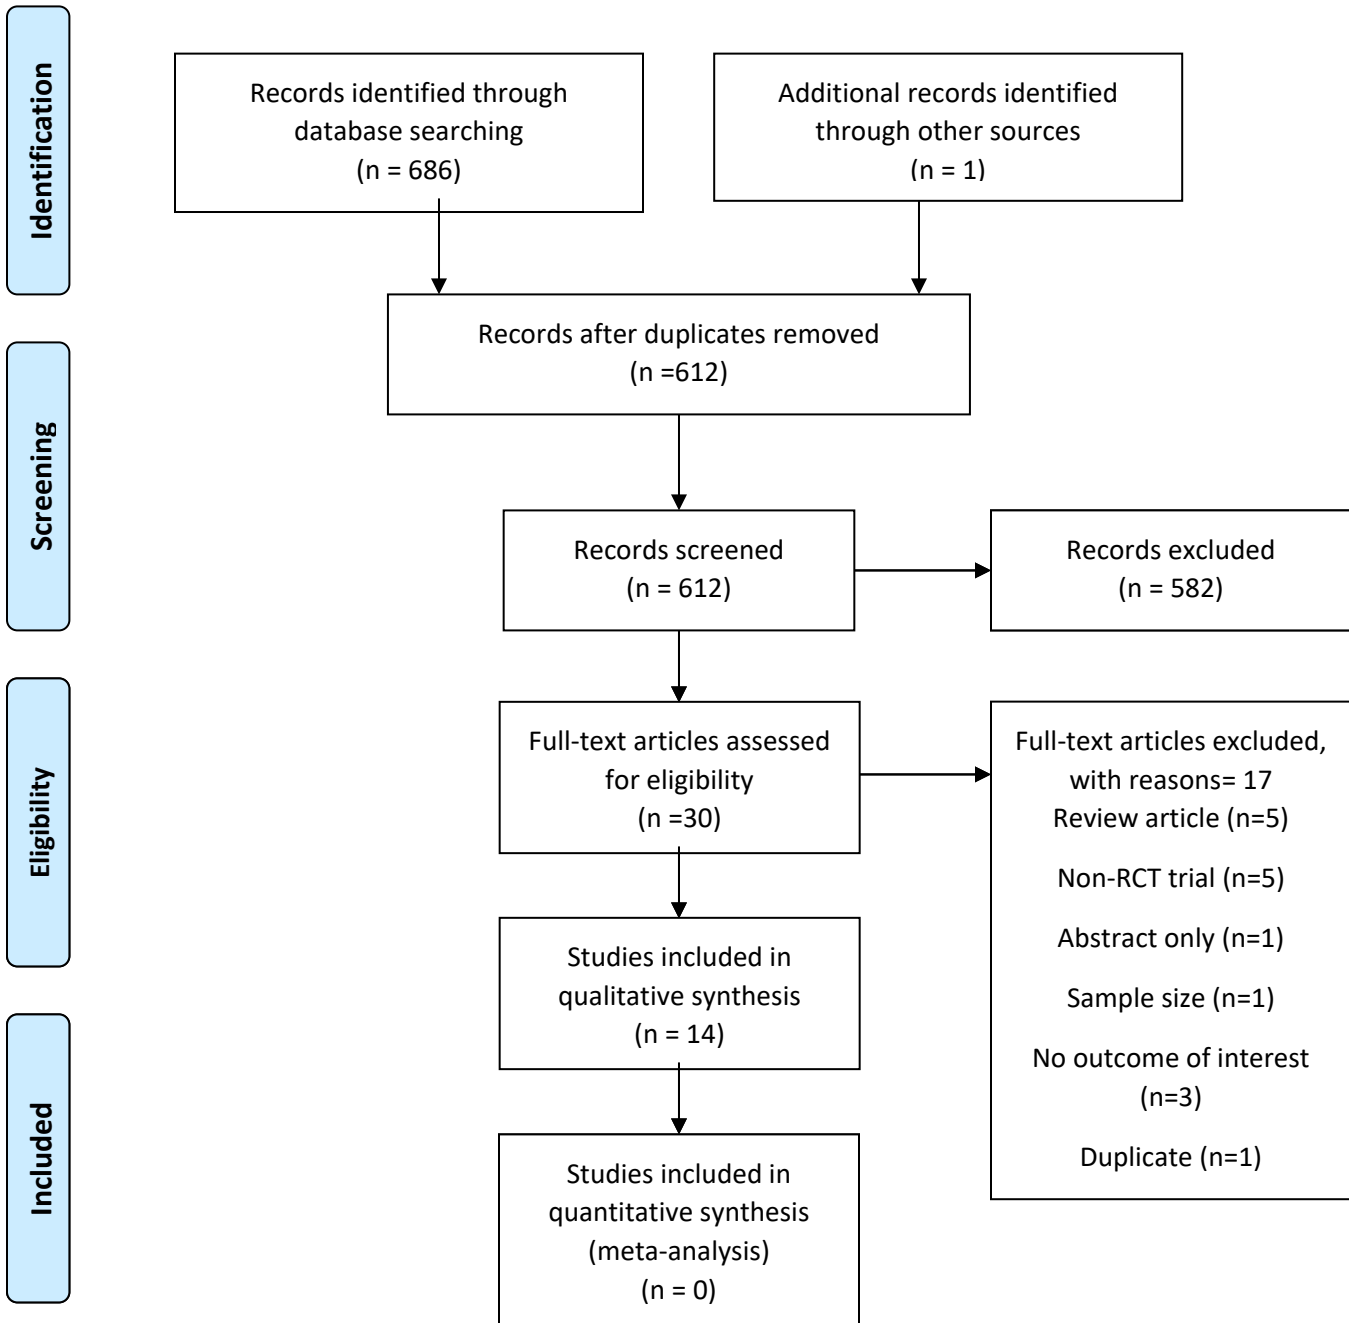 Identification
Records identified through
database searching
(n = 686)
Additional records identified
through other sources
(n = 1)
Records after duplicates removed
(n =612)
Screening
Records screened
(n = 612)
Records excluded
(n = 582)
Eligibility
Full-text articles assessed
for eligibility
(n =30)
Full-text articles excluded,
with reasons= 17
Review article (n=5)
Non-RCT trial (n=5)
Abstract only (n=1)
Sample size (n=1)
No outcome of interest
(n=3)
Duplicate (n=1)
Studies included in
qualitative synthesis
(n = 14)
Included
Studies included in
quantitative synthesis
(meta-analysis)
(n = 0)